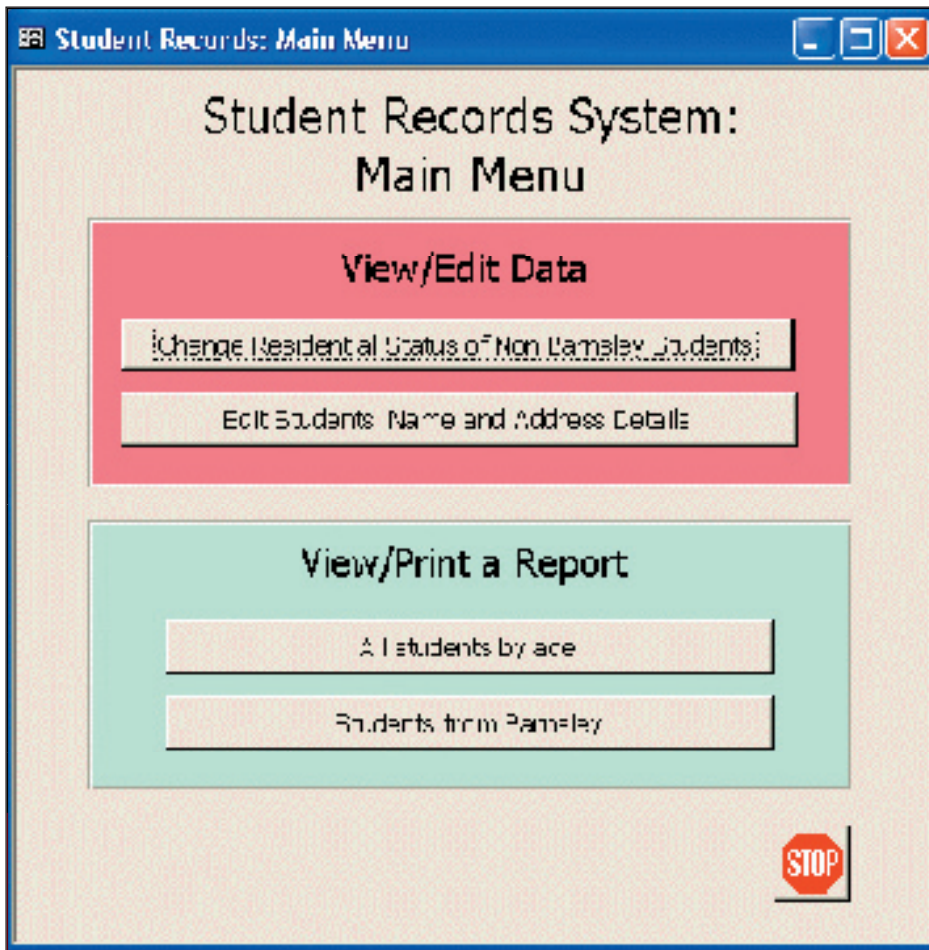 Student Records: Main Menu
Student Records System:
Main Menu
View/Edit Data
Change Residential Status of Non Barnsley Students
Edit Students Name and Address Details
View/Print a Report
All students by age
Students from Barnsley
STOP